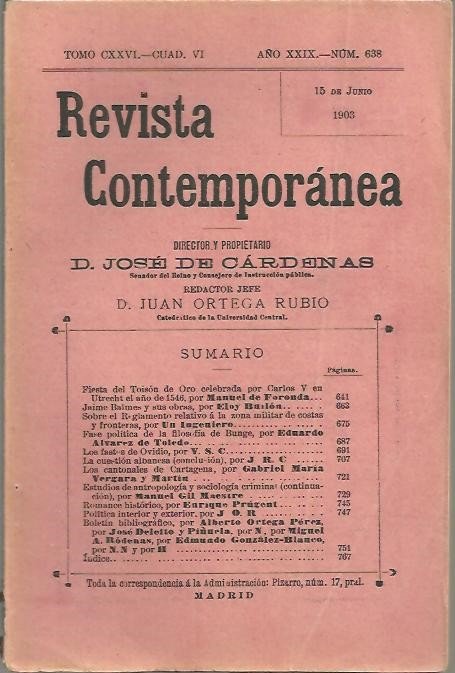 TOMO CXXVI.—CUAD. VI
AÑO XXIX.—NÚM. 638
15 DE JUNIO
1903
Revista
Contemporánea
DIRECTOR Y PROPIETARIO
D. JOSÉ DE CÁRDENAS
Senador del Reino y Consejero de Instrucción pública.
REDACTOR JEFE
D. JUAN ORTEGA RUBIO
Catedrático de la Universidad Central.
SUMARIO
Páginas.
Fiesta del Toisón de Oro celebrada por Carlos V en
Utrecht el año de 1546, por Manuel de Foronda... 641
Jaime Balmes y sus obras, por Eloy Bullón....... 663
Sobre el Reglamento relativo á la zona militar de costas
y fronteras, por Un Ingeniero.................... 675
Fase política de la filosofía de Bunge, por Eduardo
Alvarez de Toledo.................... 687
Los fastos de Ovidio, por V. S. C.................... 691
La cuestión albanesa (conclusión), por J R. C........ 707
Los cantonales de Cartagena, por Gabriel María
Vergara y Martín.................... 721
Estudios de antropología y sociología criminal (continua-
ción), por Manuel Gil Maestre.................... 729
Romance histórico, por Enrique Prúgent.... 745
Política interior y exterior, por J O. R.............. 747
Boletín bibliográfico, por Alberto Ortega Pérez,
por José Deleito y Piñuela, por N, por Miguel
A. Ródenas, por Edmundo González-Blanco,
por N.N y por H.................... 751
Índice.................... 767
Toda la correspondencia á la Administración: Pizarro, núm. 17, pral.
MADRID